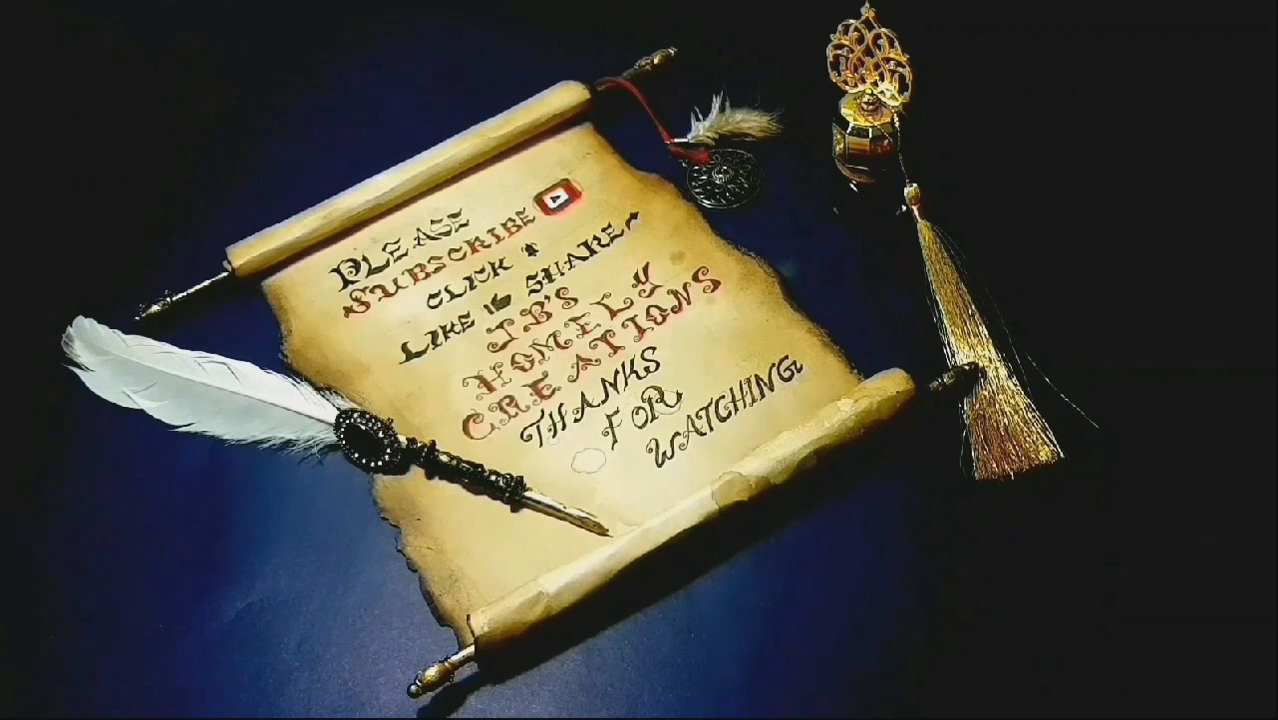 PLEASE
SUBSCRIBE
CLICK
LIKE SHARE
JB'S
HOMELY
CREATIONS
THANKS
FOR
WATCHING